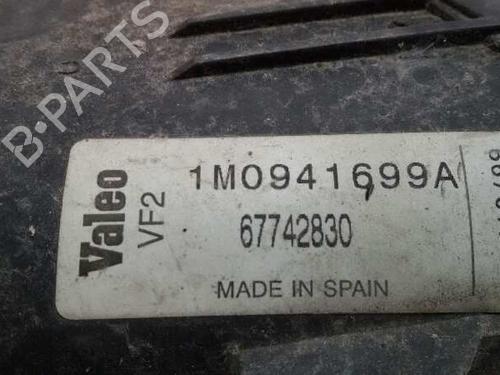 B-PARTS
Valeo
VF2
1M0941699A
67742830
MADE IN SPAIN